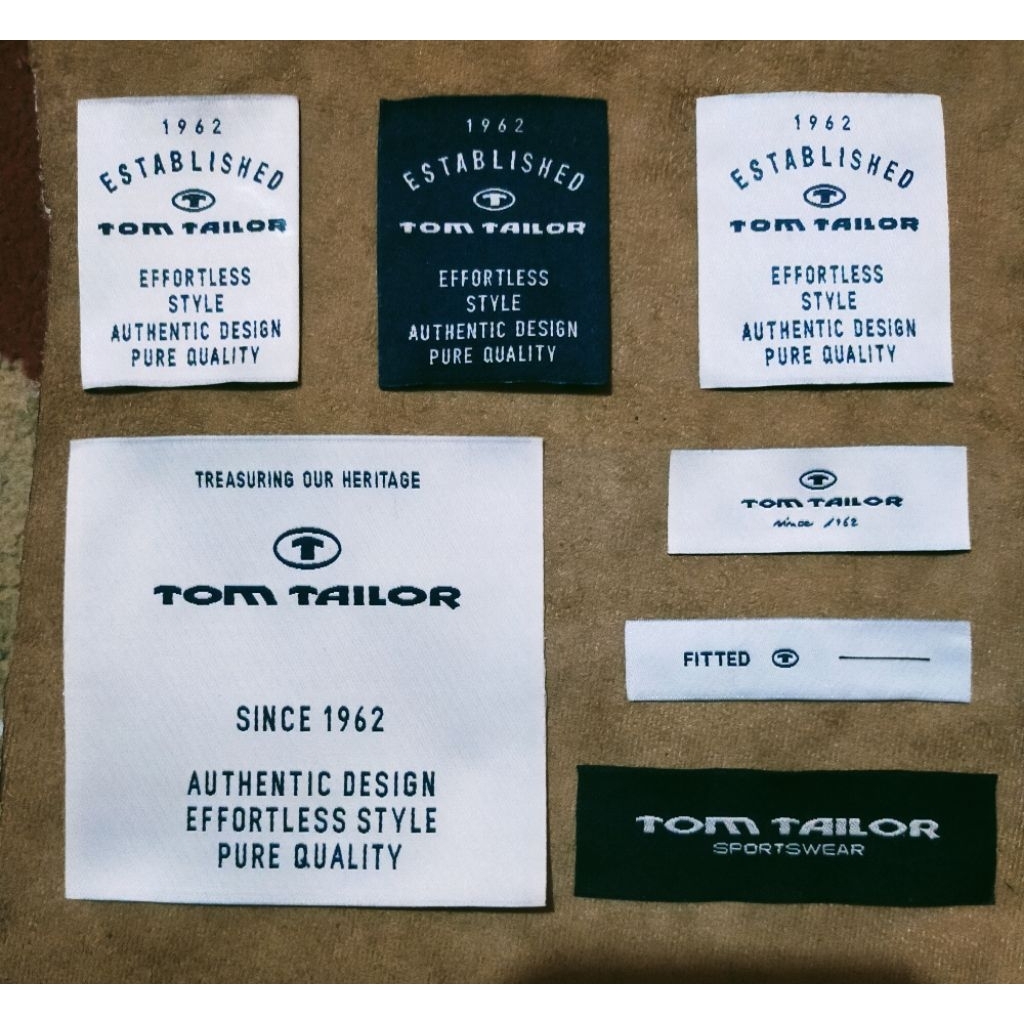 1962
ESTABLISHED
T
TOM TAILOR
EFFORTLESS
STYLE
AUTHENTIC DESIGN
PURE QUALITY
1962
ESTABLISHED
T
TOM TAILOR
EFFORTLESS
STYLE
AUTHENTIC DESIGN
PURE QUALITY
1962
ESTABLISHED
T
TOM TAILOR
EFFORTLESS
STYLE
AUTHENTIC DESIGN
PURE QUALITY
TREASURING OUR HERITAGE
T
TOM TAILOR
SINCE 1962
AUTHENTIC DESIGN
EFFORTLESS STYLE
PURE QUALITY
T
TOM TAILOR
since 1962
FITTED T
TOM TAILOR
SPORTSWEAR